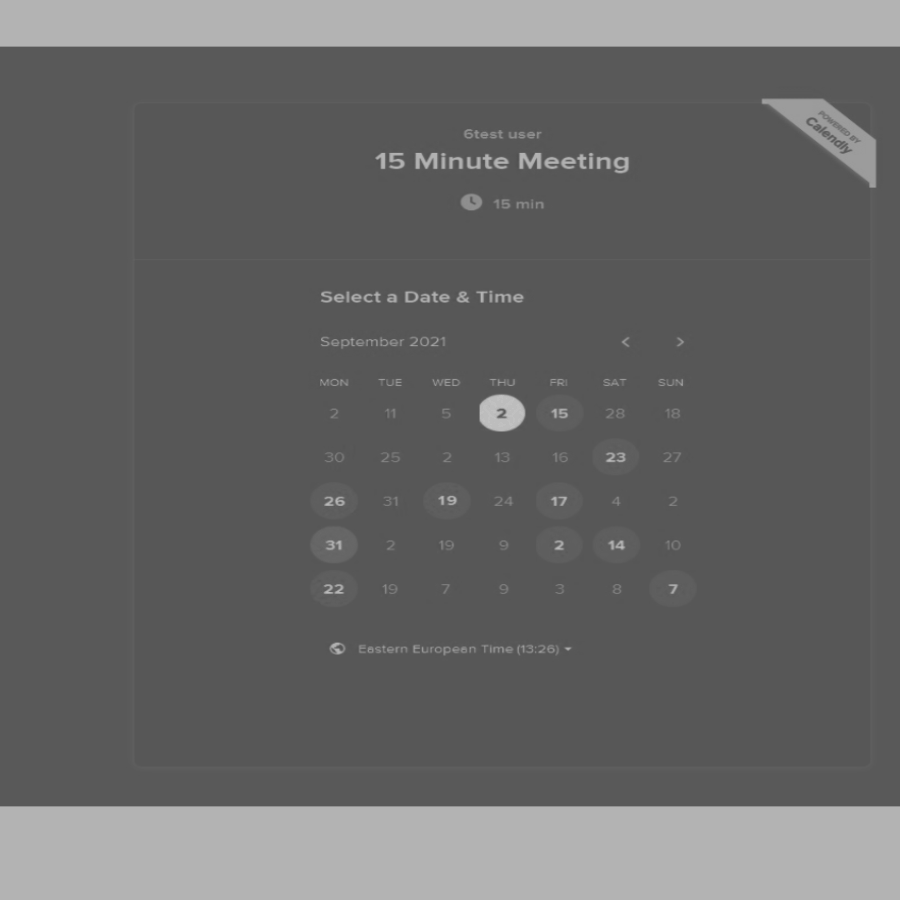 POWERED BY
Calendly
6test user
15 Minute Meeting
15 min
Select a Date & Time
September 2021
MON TUE WED THU FRI SAT SUN
2 11 5 2 15 28 18
30 25 2 13 16 23 27
26 31 19 24 17 4 2
31 2 19 9 2 14 10
22 19 7 9 3 8 7
Eastern European Time (13:26)